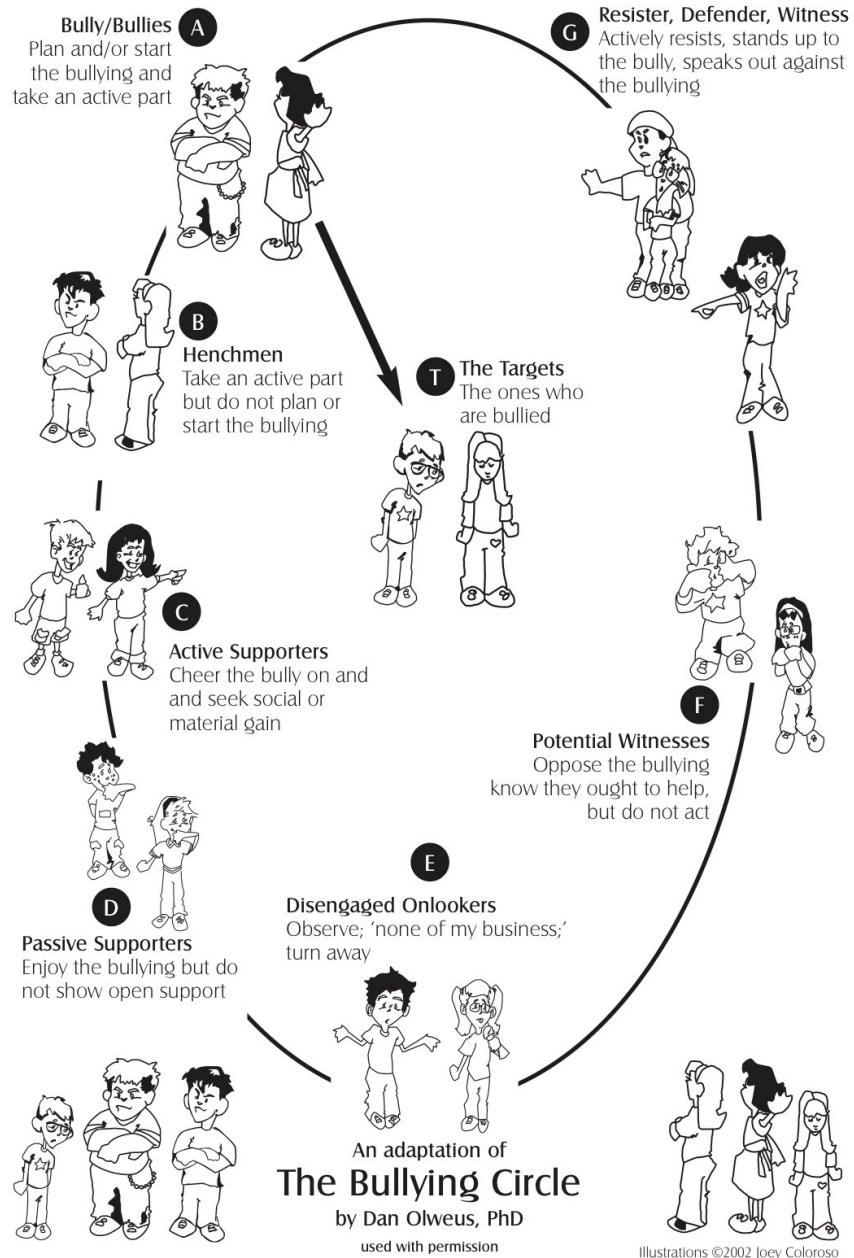 Bully/Bullies
A
Plan and/or start
the bullying and
take an active part
G
Resister, Defender, Witness
Actively resists, stands up to
the bully, speaks out against
the bullying
B
Henchmen
Take an active part
but do not plan or
start the bullying
T
The Targets
The ones who
are bullied
C
Active Supporters
Cheer the bully on and
and seek social or
material gain
F
Potential Witnesses
Oppose the bullying
know they ought to help,
but do not act
D
Passive Supporters
Enjoy the bullying but do
not show open support
E
Disengaged Onlookers
Observe; ‘none of my business;’
turn away
An adaptation of
The Bullying Circle
by Dan Olweus, PhD
used with permission
Illustrations ©2002 Joey Coloroso